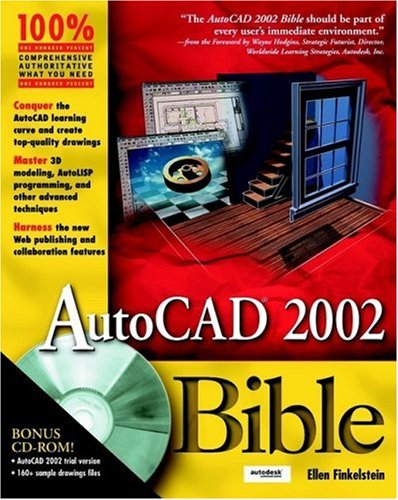 100%
ONE HUNDRED PERCENT
COMPREHENSIVE
AUTHORITATIVE
WHAT YOU NEED
ONE HUNDRED PERCENT
"The AutoCAD 2002 Bible should be part of
every user's immediate environment."
—from the Foreword by Wayne Hodgins, Strategic Futurist, Director,
Worldwide Learning Strategies, Autodesk, Inc.
Conquer the
AutoCAD learning
curve and create
top-quality drawings
Master 3D
modeling, AutoLISP
programming, and
other advanced
techniques
Harness the new
Web publishing and
collaboration features
AutoCAD® 2002
Bible
BONUS
CD-ROM!
• AutoCAD 2002 trial version
• 160+ sample drawings files
autodesk
Ellen Finkelstein